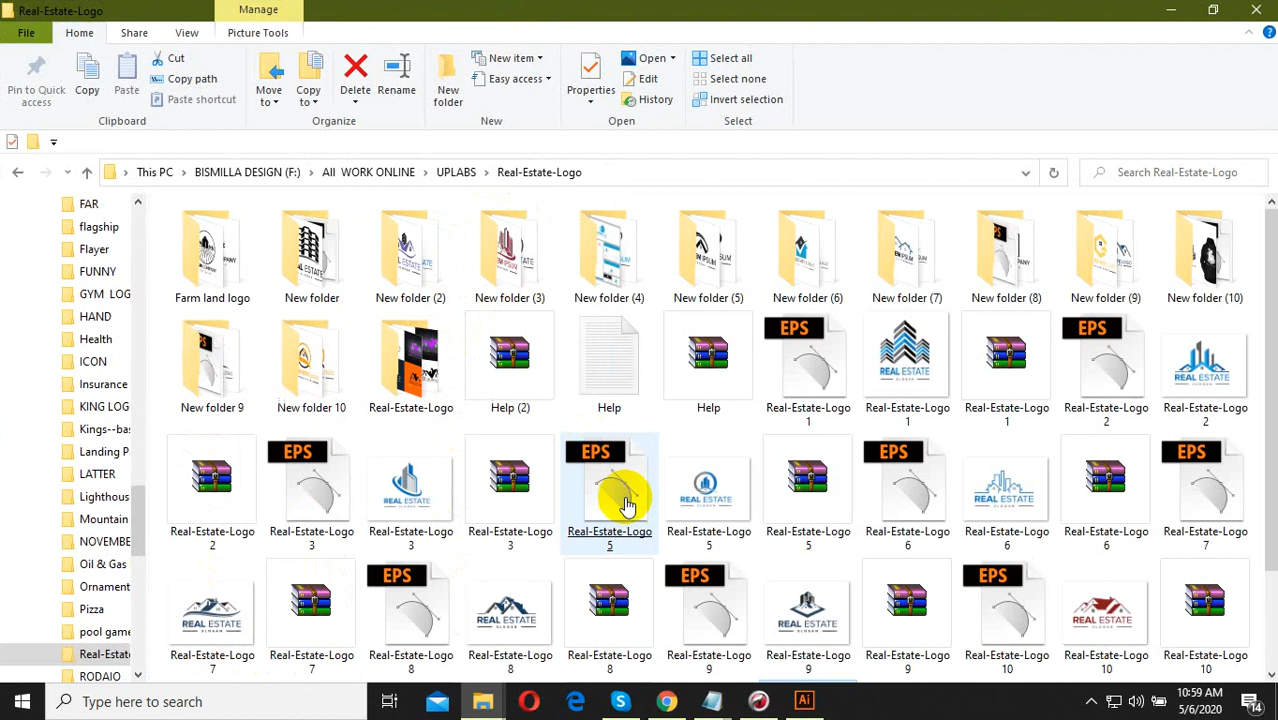 Real-Estate-Logo
Manage
File
Home
Share
View
Picture Tools
Pin to Quick access
Copy
Paste
Cut
Copy path
Paste shortcut
Move to
Copy to
Delete
Rename
New folder
New item
Easy access
Properties
Open
Edit
History
Select all
Select none
Invert selection
Clipboard
Organize
New
Open
Select
This PC
BISMILLA DESIGN (F:)
All WORK ONLINE
UPLABS
Real-Estate-Logo
Search Real-Estate-Logo
FAR
flagship
Flayer
FUNNY
GYM LOG
HAND
Health
ICON
Insurance
KING LOG
Kings--ba
Landing P
LATTER
Lighthous
Mountain
NOVEMBE
Oil & Gas
Ornament
Pizza
pool game
Real-Estate
RODAIO
Farm land logo
New folder
New folder (2)
New folder (3)
New folder (4)
New folder (5)
New folder (6)
New folder (7)
New folder (8)
New folder (9)
New folder (10)
New folder 9
New folder 10
Real-Estate-Logo
Help (2)
Help
Help
EPS
Real-Estate-Logo 1
REAL ESTATE
Real-Estate-Logo 1
Real-Estate-Logo 1
EPS
Real-Estate-Logo 2
REAL ESTATE
Real-Estate-Logo 2
Real-Estate-Logo 2
EPS
Real-Estate-Logo 3
REAL ESTATE
Real-Estate-Logo 3
Real-Estate-Logo 3
EPS
Real-Estate-Logo 5
REAL ESTATE
Real-Estate-Logo 5
Real-Estate-Logo 5
EPS
Real-Estate-Logo 6
REAL ESTATE
Real-Estate-Logo 6
Real-Estate-Logo 6
EPS
Real-Estate-Logo 7
REAL ESTATE
Real-Estate-Logo 7
Real-Estate-Logo 7
EPS
Real-Estate-Logo 8
REAL ESTATE
Real-Estate-Logo 8
Real-Estate-Logo 8
EPS
Real-Estate-Logo 9
REAL ESTATE
Real-Estate-Logo 9
Real-Estate-Logo 9
EPS
Real-Estate-Logo 10
REAL ESTATE
Real-Estate-Logo 10
Real-Estate-Logo 10
Type here to search
Ai
10:59 AM
5/6/2020
14